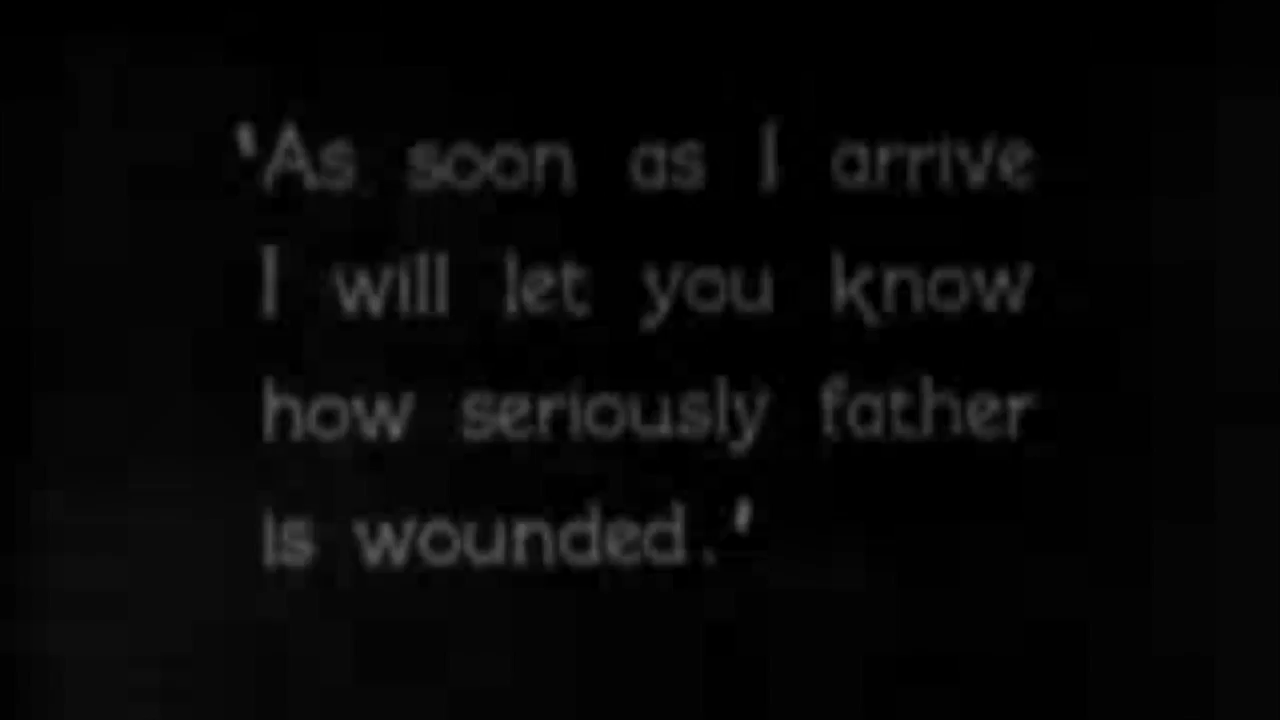 'As soon as I arrive
I will let you know
how seriously father
is wounded.'